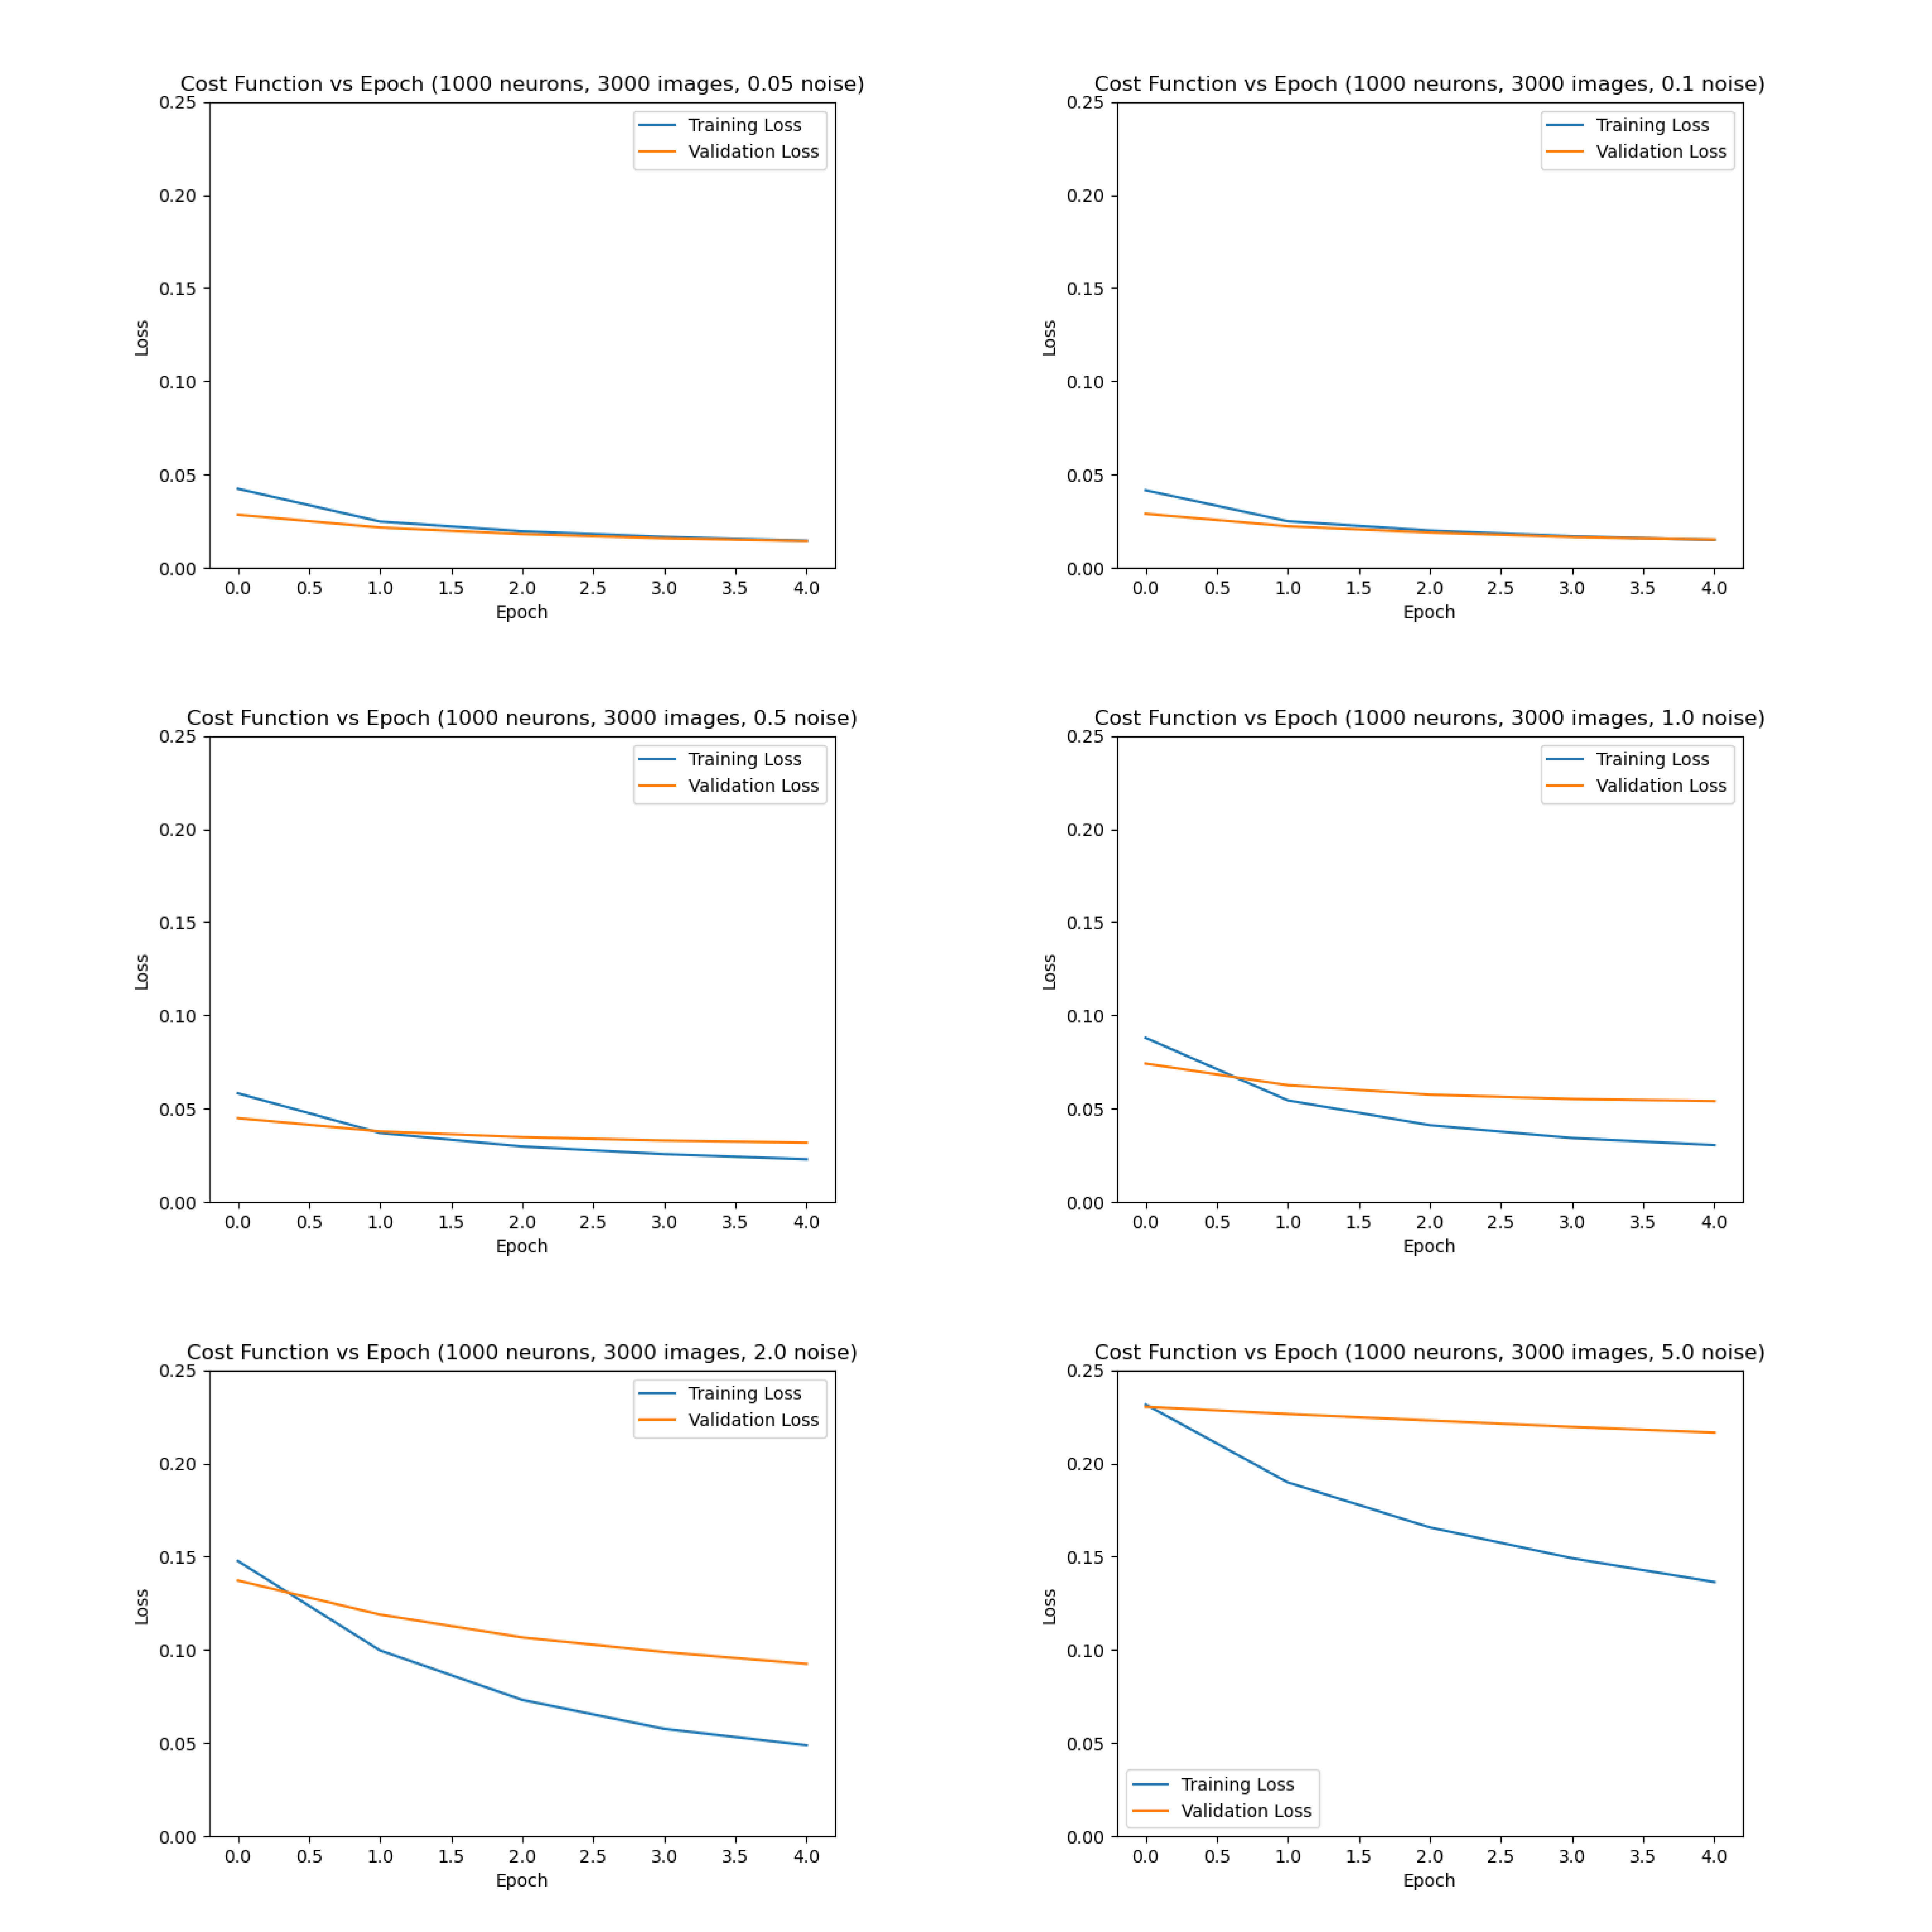 Cost Function vs Epoch (1000 neurons, 3000 images, 0.05 noise)
0.25
0.20
0.15
0.10
0.05
0.00
Loss
Training Loss
Validation Loss
0.0 0.5 1.0 1.5 2.0 2.5 3.0 3.5 4.0
Epoch
Cost Function vs Epoch (1000 neurons, 3000 images, 0.1 noise)
0.25
0.20
0.15
0.10
0.05
0.00
Loss
Training Loss
Validation Loss
0.0 0.5 1.0 1.5 2.0 2.5 3.0 3.5 4.0
Epoch
Cost Function vs Epoch (1000 neurons, 3000 images, 0.5 noise)
0.25
0.20
0.15
0.10
0.05
0.00
Loss
Training Loss
Validation Loss
0.0 0.5 1.0 1.5 2.0 2.5 3.0 3.5 4.0
Epoch
Cost Function vs Epoch (1000 neurons, 3000 images, 1.0 noise)
0.25
0.20
0.15
0.10
0.05
0.00
Loss
Training Loss
Validation Loss
0.0 0.5 1.0 1.5 2.0 2.5 3.0 3.5 4.0
Epoch
Cost Function vs Epoch (1000 neurons, 3000 images, 2.0 noise)
0.25
0.20
0.15
0.10
0.05
0.00
Loss
Training Loss
Validation Loss
0.0 0.5 1.0 1.5 2.0 2.5 3.0 3.5 4.0
Epoch
Cost Function vs Epoch (1000 neurons, 3000 images, 5.0 noise)
0.25
0.20
0.15
0.10
0.05
0.00
Loss
Training Loss
Validation Loss
0.0 0.5 1.0 1.5 2.0 2.5 3.0 3.5 4.0
Epoch